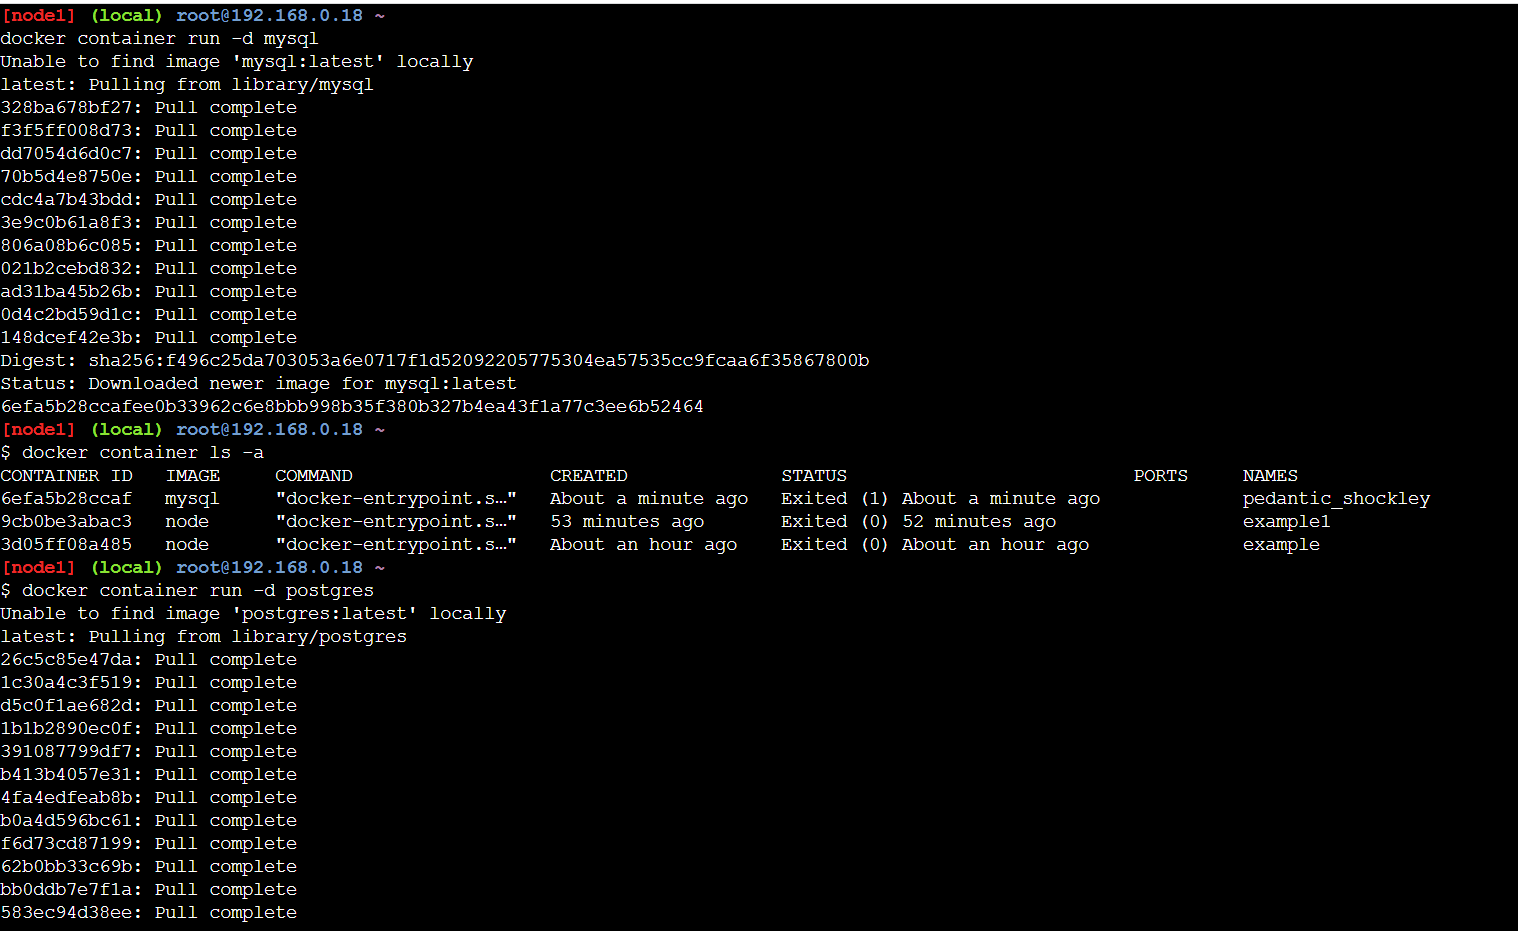 [node1] (local) root@192.168.0.18 ~
docker container run -d mysql
Unable to find image 'mysql:latest' locally
latest: Pulling from library/mysql
328ba678bf27: Pull complete
f3f5ff008d73: Pull complete
dd7054d6d0c7: Pull complete
70b5d4e8750e: Pull complete
cdc4a7b43bdd: Pull complete
3e9c0b61a8f3: Pull complete
806a08b6c085: Pull complete
021b2cebd832: Pull complete
ad31ba45b26b: Pull complete
0d4c2bd59d1c: Pull complete
148dcef42e3b: Pull complete
Digest: sha256:f496c25da703053a6e0717f1d52092205775304ea57535cc9fcaa6f35867800b
Status: Downloaded newer image for mysql:latest
6efa5b28ccafee0b33962c6e8bbb998b35f380b327b4ea43f1a77c3ee6b52464
[node1] (local) root@192.168.0.18 ~
$ docker container ls -a
CONTAINER ID   IMAGE     COMMAND                  CREATED              STATUS                          PORTS     NAMES
6efa5b28ccaf   mysql     "docker-entrypoint.s…"   About a minute ago   Exited (1) About a minute ago             pedantic_shockley
9cb0be3abac3   node      "docker-entrypoint.s…"   53 minutes ago       Exited (0) 52 minutes ago                 example1
3d05ff08a485   node      "docker-entrypoint.s…"   About an hour ago    Exited (0) About an hour ago              example
[node1] (local) root@192.168.0.18 ~
$ docker container run -d postgres
Unable to find image 'postgres:latest' locally
latest: Pulling from library/postgres
26c5c85e47da: Pull complete
1c30a4c3f519: Pull complete
d5c0f1ae682d: Pull complete
1b1b2890ec0f: Pull complete
391087799df7: Pull complete
b413b4057e31: Pull complete
4fa4edfeab8b: Pull complete
b0a4d596bc61: Pull complete
f6d73cd87199: Pull complete
62b0bb33c69b: Pull complete
bb0ddb7e7f1a: Pull complete
583ec94d38ee: Pull complete